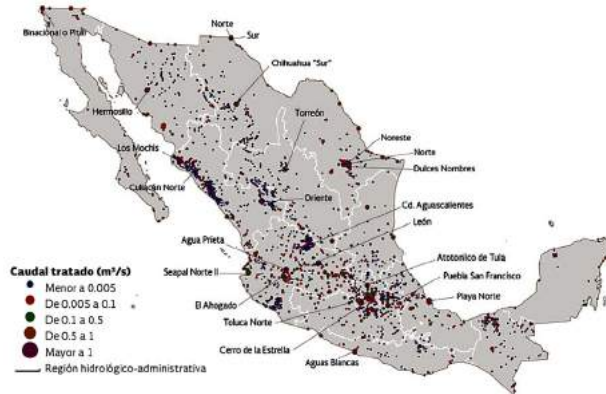 Norte
Sur
Binacional o PITAR
Chihuahua "Sur"
Hermosillo
Torreón
Noreste
Norte
Los Mochis
Dulces Nombres
Culiacán Norte
Oriente
Cd. Aguascalientes
León
Agua Prieta
Atotonilco de Tula
Caudal tratado (m³/s)
Seapal Norte II
Puebla San Francisco
Menor a 0.005
De 0.005 a 0.1
Playa Norte
El Ahogado
De 0.1 a 0.5
Toluca Norte
De 0.5 a 1
Mayor a 1
Cerro de la Estrella
Región hidrológico-administrativa
Aguas Blancas